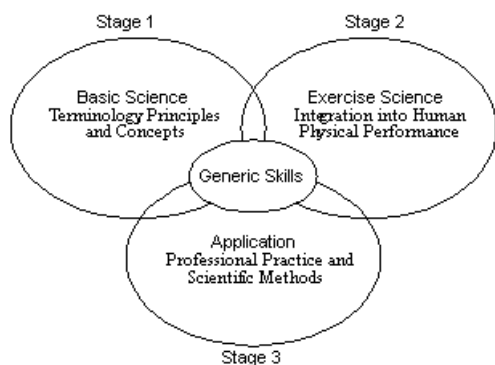 Stage 1
Stage 2
Basic Science
Terminology Principles
and Concepts
Exercise Science
Integration into Human
Physical Performance
Generic Skills
Application
Professional Practice and
Scientific Methods
Stage 3